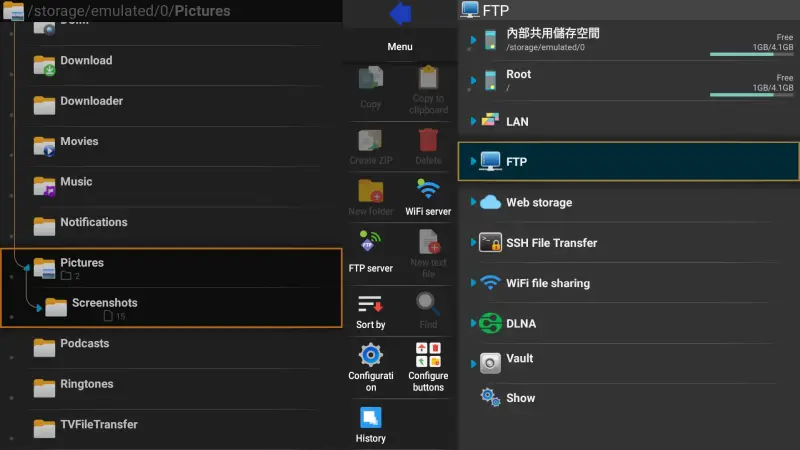 /storage/emulated/0/Pictures
Download
Downloader
Movies
Music
Notifications
Pictures
2
Screenshots
15
Podcasts
Ringtones
TVFileTransfer
Menu
Copy
Copy to
clipboard
Create ZIP
Delete
New folder
WiFi server
FTP server
New text
file
Sort by
Find
Configurati
on
Configure
buttons
History
FTP
內部共用儲存空間
/storage/emulated/0
Free
1GB/4.1GB
Root
/
Free
1GB/4.1GB
LAN
FTP
Web storage
SSH File Transfer
WiFi file sharing
DLNA
Vault
Show